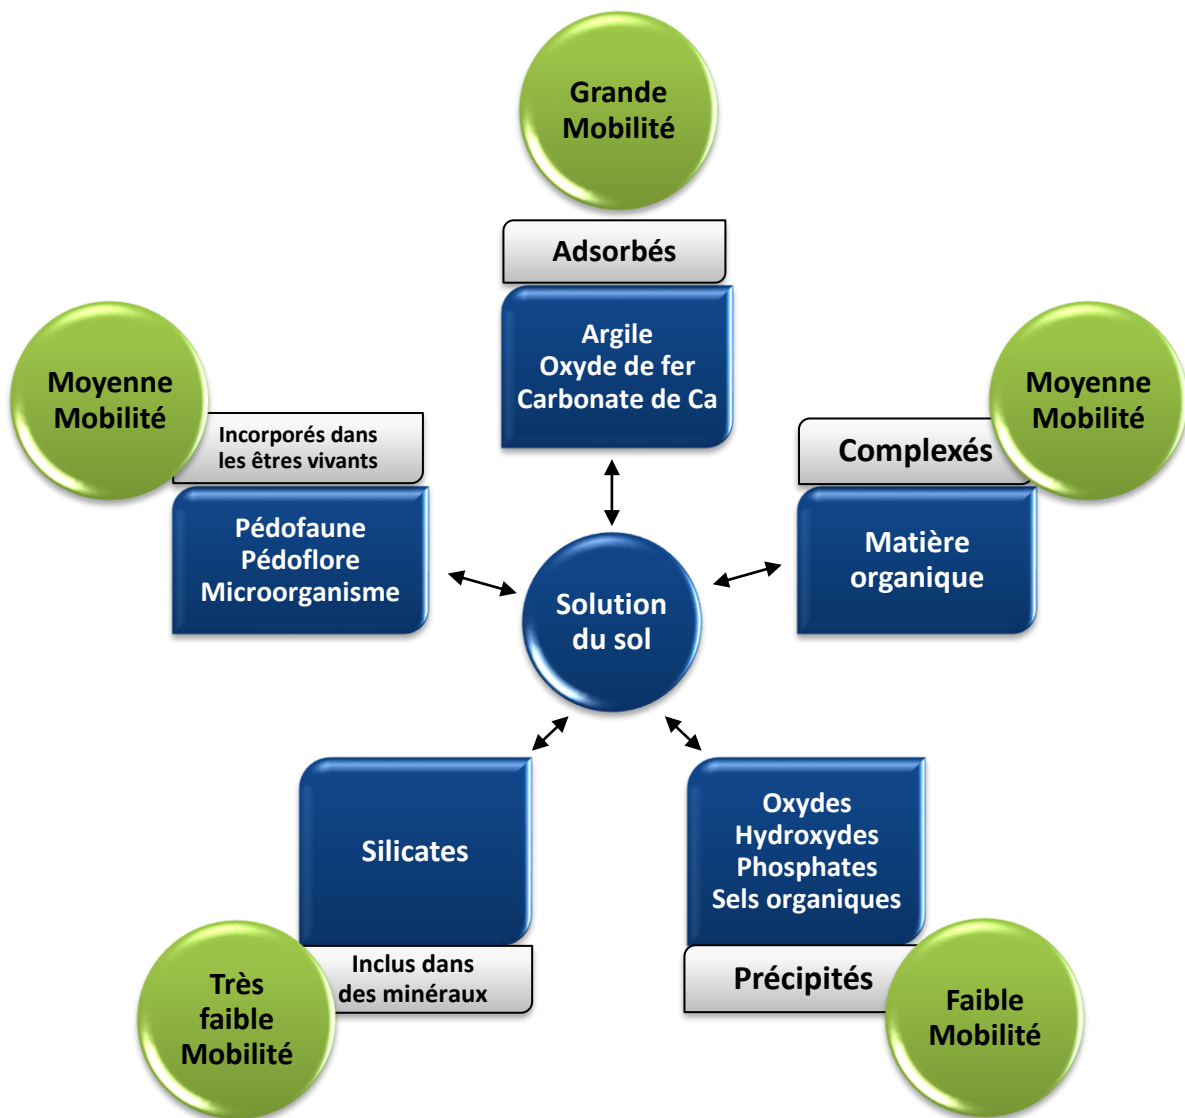 Grande
Mobilité
Adsorbés
Argile
Oxyde de fer
Carbonate de Ca
Moyenne
Mobilité
Incorporés dans
les êtres vivants
Pédofaune
Pédoflore
Microorganisme
Moyenne
Mobilité
Complexés
Matière
organique
Solution
du sol
Silicates
Inclus dans
des minéraux
Très
faible
Mobilité
Oxydes
Hydroxydes
Phosphates
Sels organiques
Précipités
Faible
Mobilité